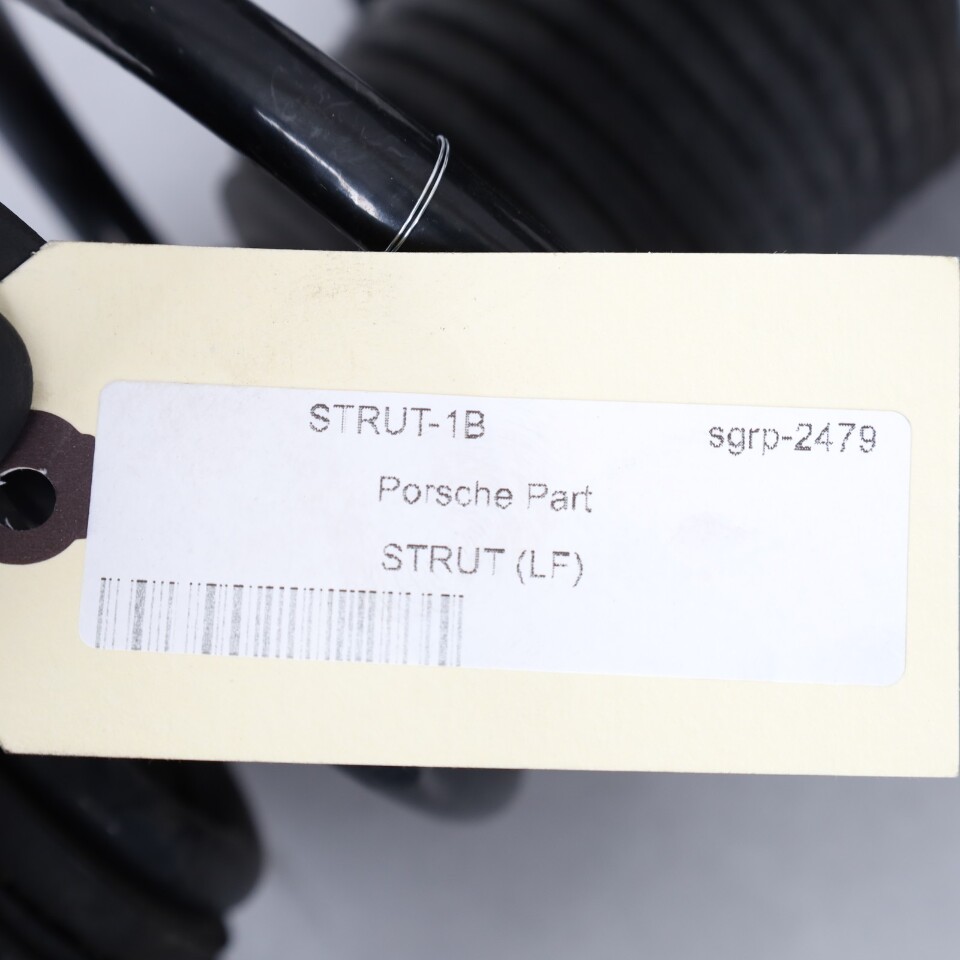 STRUT-1B sgrp-2479
Porsche Part
STRUT (LF)